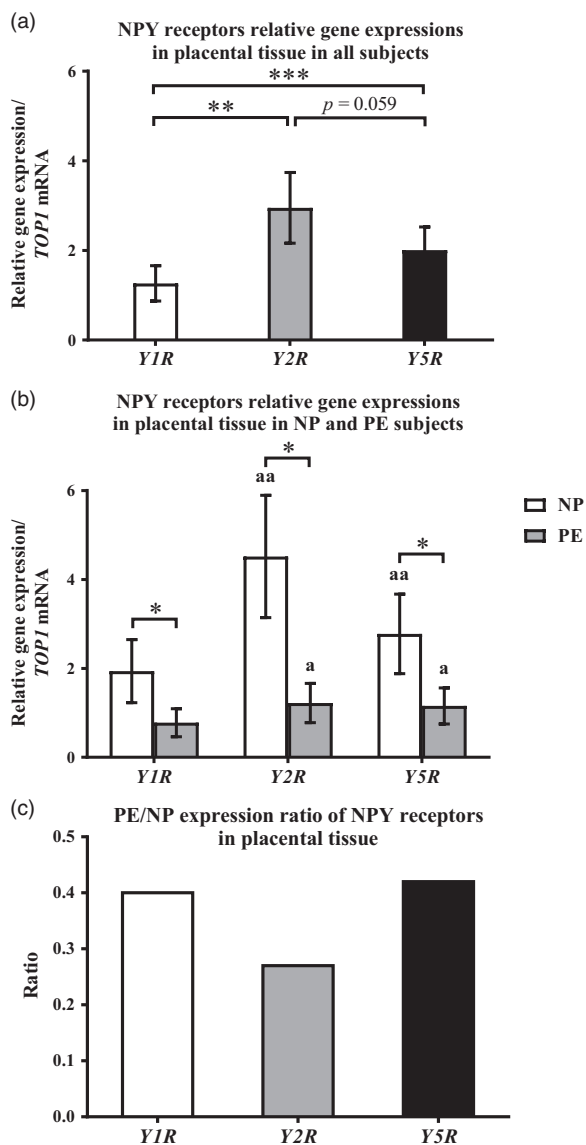 (a)
NPY receptors relative gene expressions
in placental tissue in all subjects
6
4
2
0
Relative gene expression/
TOP1 mRNA
***
**
p = 0.059
Y1R Y2R Y5R
(b)
NPY receptors relative gene expressions
in placental tissue in NP and PE subjects
6
4
2
0
Relative gene expression/
TOP1 mRNA
*
aa
*
a
aa
*
a
NP
PE
Y1R Y2R Y5R
(c)
PE/NP expression ratio of NPY receptors
in placental tissue
0.5
0.4
0.3
0.2
0.1
0.0
Ratio
Y1R Y2R Y5R